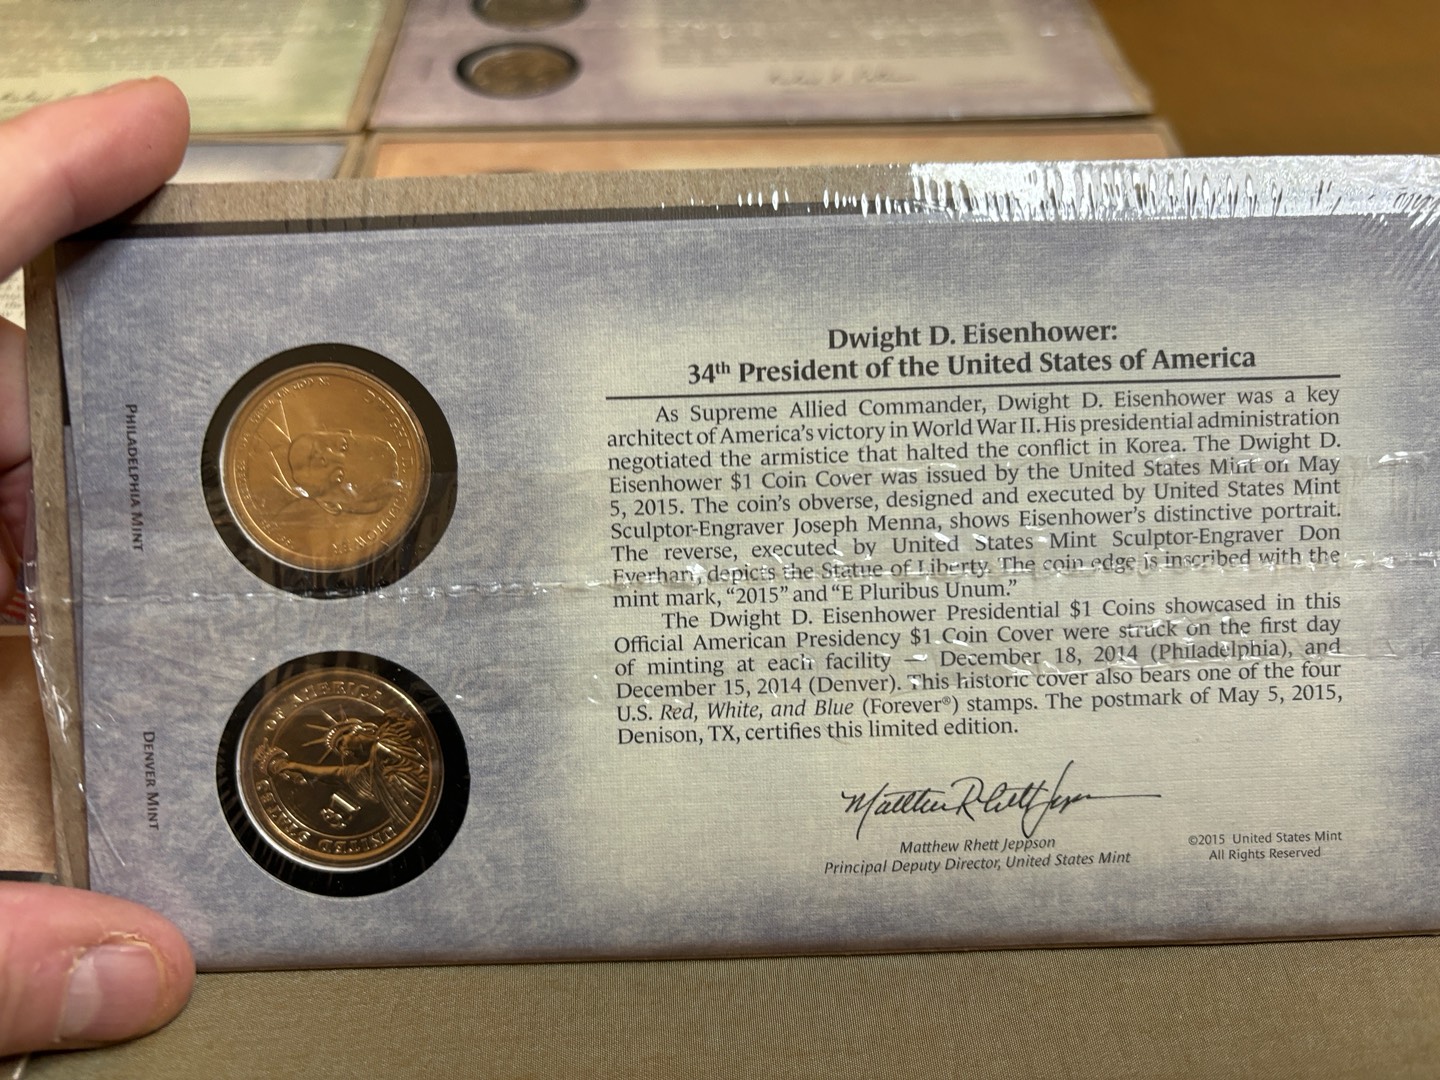 Dwight D. Eisenhower:
34th President of the United States of America
As Supreme Allied Commander, Dwight D. Eisenhower was a key
architect of America's victory in World War II. His presidential administration
negotiated the armistice that halted the conflict in Korea. The Dwight D.
Eisenhower $1 Coin Cover was issued by the United States Mint on May
5, 2015. The coin's obverse, designed and executed by United States Mint
Sculptor-Engraver Joseph Menna, shows Eisenhower's distinctive portrait.
The reverse, executed by United States Mint Sculptor-Engraver Don
Everhart, depicts the Statue of Liberty. The coin edge is inscribed with the
mint mark, "2015" and "E Pluribus Unum."
The Dwight D. Eisenhower Presidential $1 Coins showcased in this
Official American Presidency $1 Coin Cover were struck on the first day
of minting at each facility — December 18, 2014 (Philadelphia), and
December 15, 2014 (Denver). This historic cover also bears one of the four
U.S. Red, White, and Blue (Forever®) stamps. The postmark of May 5, 2015,
Denison, TX, certifies this limited edition.
Matthew Rhett Jeppson
Matthew Rhett Jeppson
Principal Deputy Director, United States Mint
©2015 United States Mint
All Rights Reserved
PHILADELPHIA MINT
DENVER MINT
UNITED STATES OF AMERICA
$1